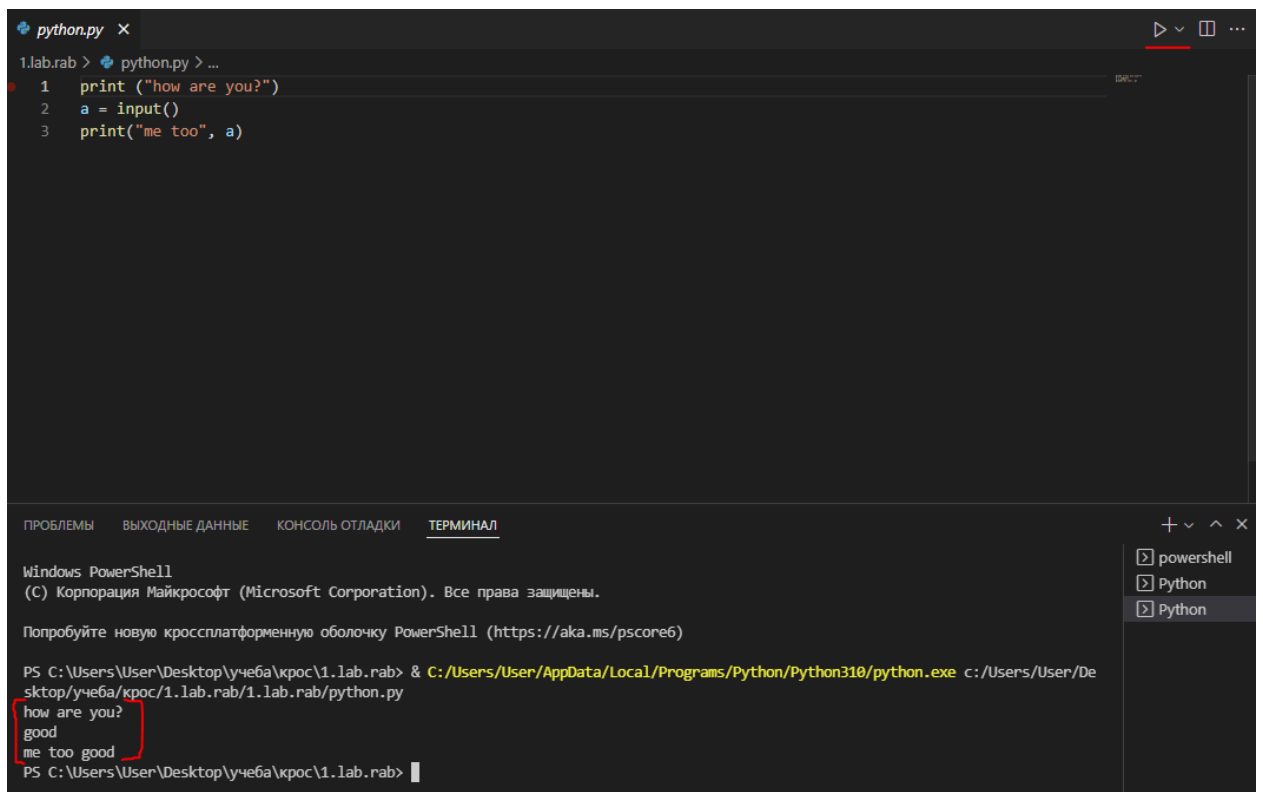 python.py
1.lab.rab > python.py > ...
1 print ("how are you?")
2 a = input()
3 print("me too", a)
ПРОБЛЕМЫ ВЫХОДНЫЕ ДАННЫЕ КОНСОЛЬ ОТЛАДКИ ТЕРМИНАЛ
powershell
Python
Python
Windows PowerShell
(C) Корпорация Майкрософт (Microsoft Corporation). Все права защищены.
Попробуйте новую кроссплатформенную оболочку PowerShell (https://aka.ms/pscore6)
PS C:\Users\User\Desktop\учеба\крос\1.lab.rab> & C:/Users/User/AppData/Local/Programs/Python/Python310/python.exe c:/Users/User/De
sktop/учеба/крос/1.lab.rab/1.lab.rab/python.py
how are you?
good
me too good
PS C:\Users\User\Desktop\учеба\крос\1.lab.rab>